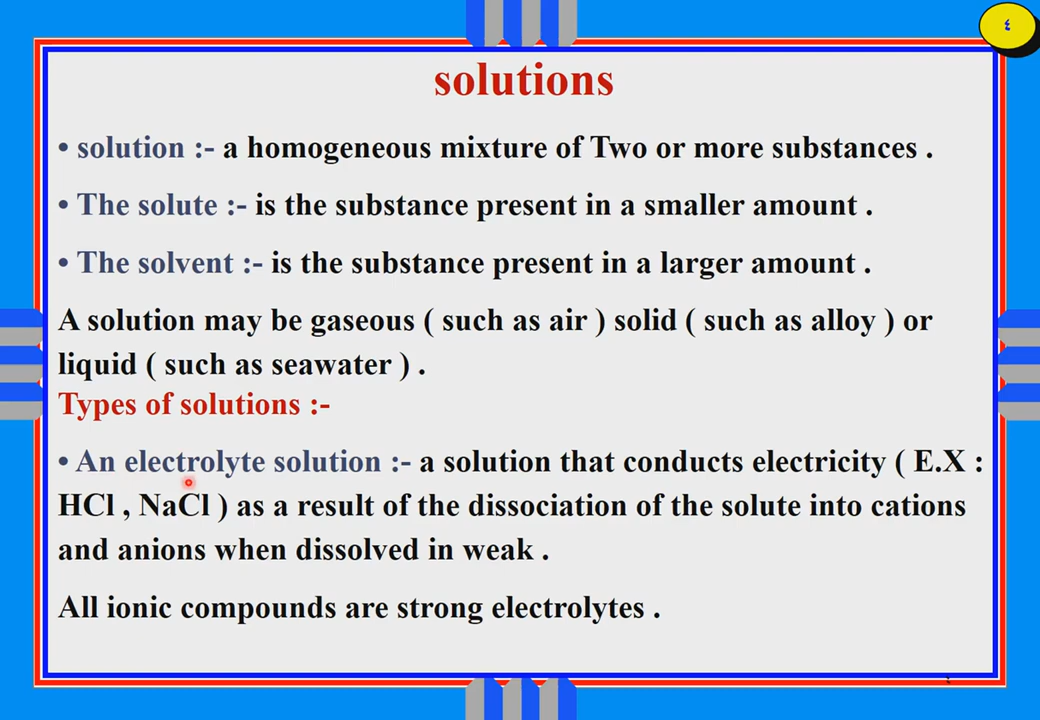 ٤
solutions
• solution :- a homogeneous mixture of Two or more substances .
• The solute :- is the substance present in a smaller amount .
• The solvent :- is the substance present in a larger amount .
A solution may be gaseous ( such as air ) solid ( such as alloy ) or
liquid ( such as seawater ) .
Types of solutions :-
• An electrolyte solution :- a solution that conducts electricity ( E.X :
HCl , NaCl ) as a result of the dissociation of the solute into cations
and anions when dissolved in weak .
All ionic compounds are strong electrolytes .